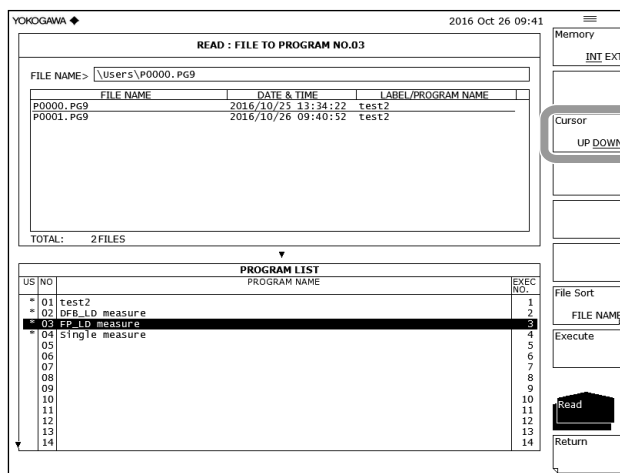 YOKOGAWA ◆ 2016 Oct 26 09:41
READ : FILE TO PROGRAM NO.03
FILE NAME> \Users\P0000.PG9
FILE NAME DATE & TIME LABEL/PROGRAM NAME
P0000.PG9 2016/10/25 13:34:22 test2
P0001.PG9 2016/10/26 09:40:52 test2
TOTAL: 2FILES
▼
PROGRAM LIST
US NO PROGRAM NAME EXEC NO.
* 01 test2 1
* 02 DFB_LD measure 2
* 03 FP_LD measure 3
* 04 Single measure 4
05 5
06 6
07 7
08 8
09 9
10 10
11 11
12 12
13 13
14 14
Memory
INT EXT
Cursor
UP DOWN
File Sort
FILE NAME
Execute
Read
Return